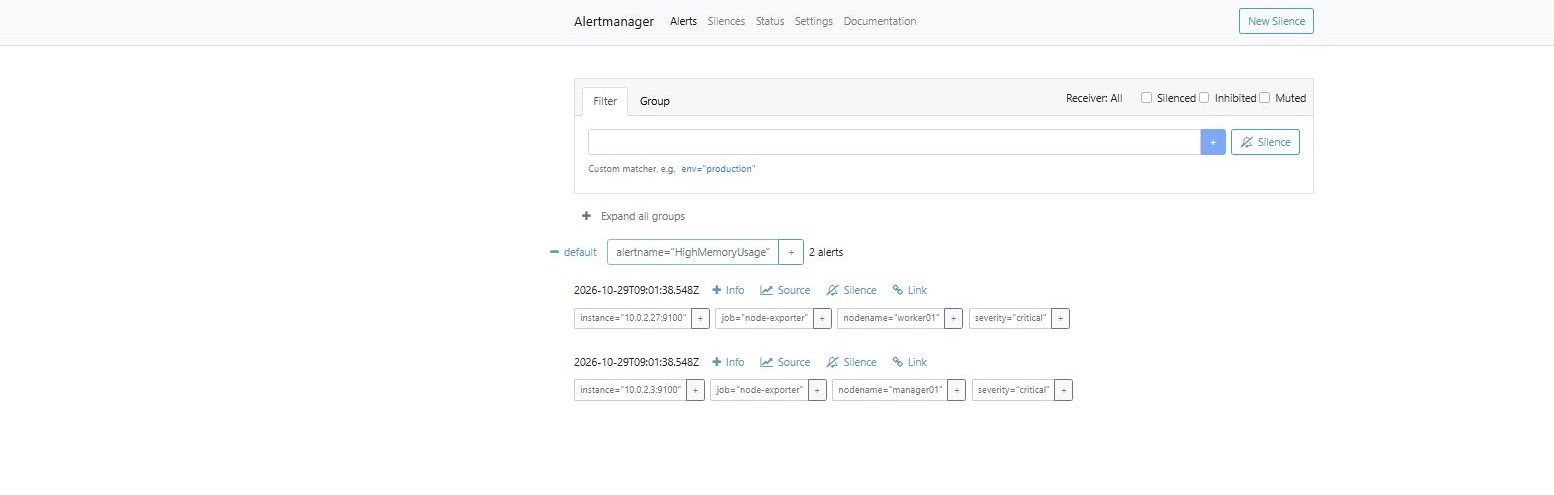 Alertmanager Alerts Silences Status Settings Documentation New Silence
Filter Group Receiver: All Silenced Inhibited Muted
+ Silence
Custom matcher, e.g. env="production"
+ Expand all groups
− default alertname="HighMemoryUsage" + 2 alerts
2026-10-29T09:01:38.548Z + Info Source Silence Link
instance="10.0.2.27:9100" + job="node-exporter" + nodename="worker01" + severity="critical" +
2026-10-29T09:01:38.548Z + Info Source Silence Link
instance="10.0.2.3:9100" + job="node-exporter" + nodename="manager01" + severity="critical" +